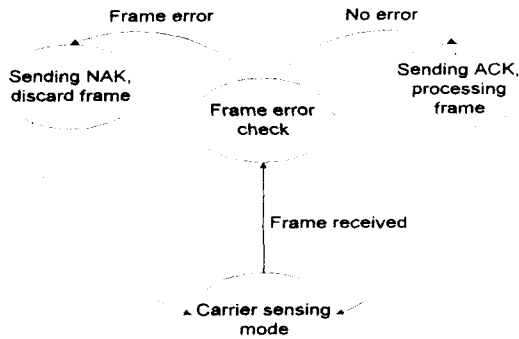 Frame error
No error
Sending NAK,
discard frame
Sending ACK,
processing
frame
Frame error
check
Frame received
Carrier sensing
mode